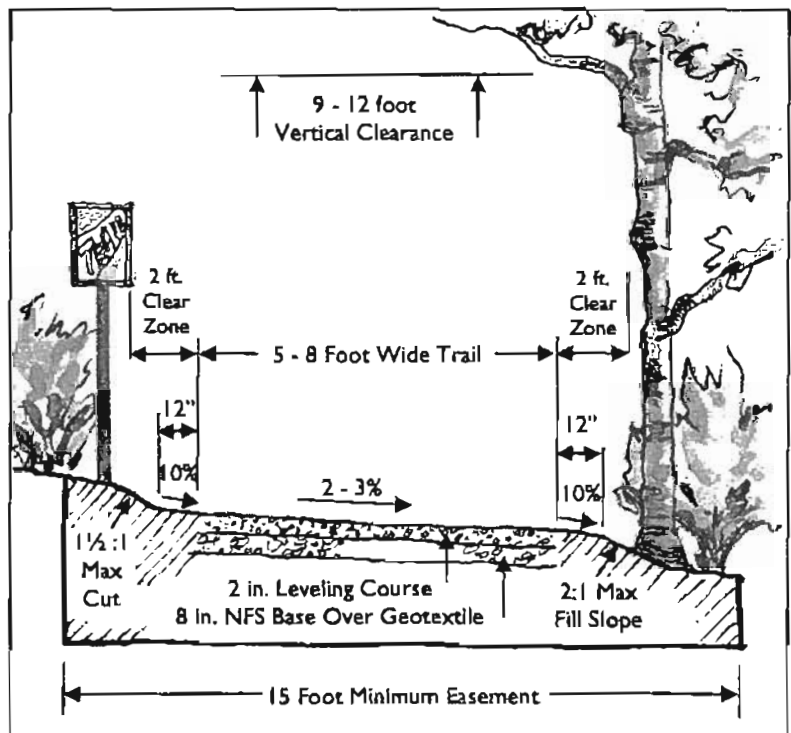 9 - 12 foot
Vertical Clearance
2 ft.
Clear
Zone
2 ft.
Clear
Zone
5 - 8 Foot Wide Trail
12"
12"
10%
2 - 3%
10%
1½ :1
Max
Cut
2 in. Leveling Course
8 in. NFS Base Over Geotextile
2:1 Max
Fill Slope
15 Foot Minimum Easement